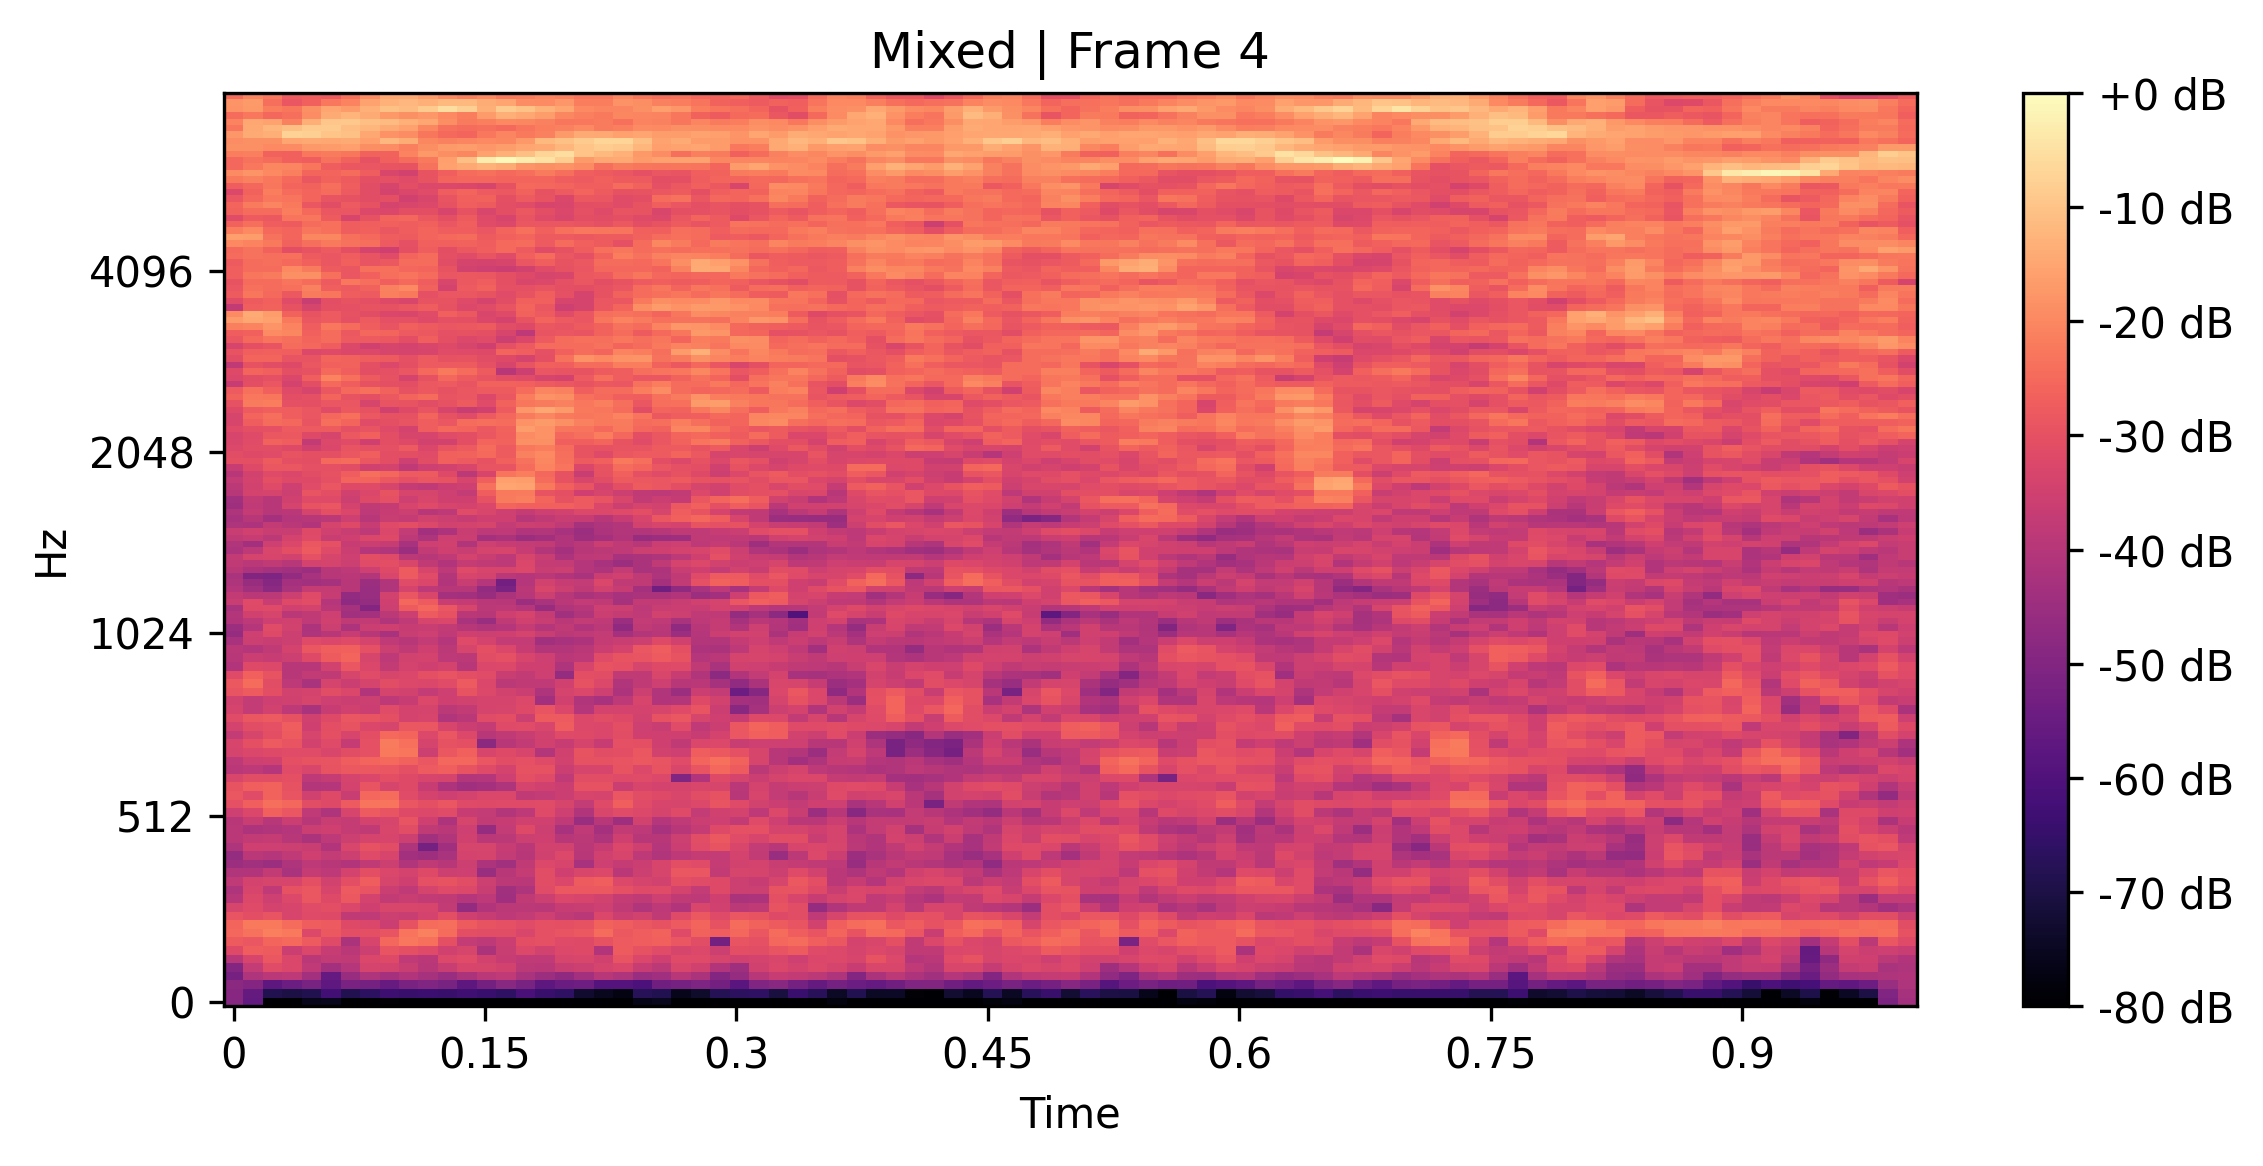 Mixed | Frame 4
+0 dB
-10 dB
-20 dB
-30 dB
-40 dB
-50 dB
-60 dB
-70 dB
-80 dB
4096
2048
1024
512
0
Hz
0 0.15 0.3 0.45 0.6 0.75 0.9
Time